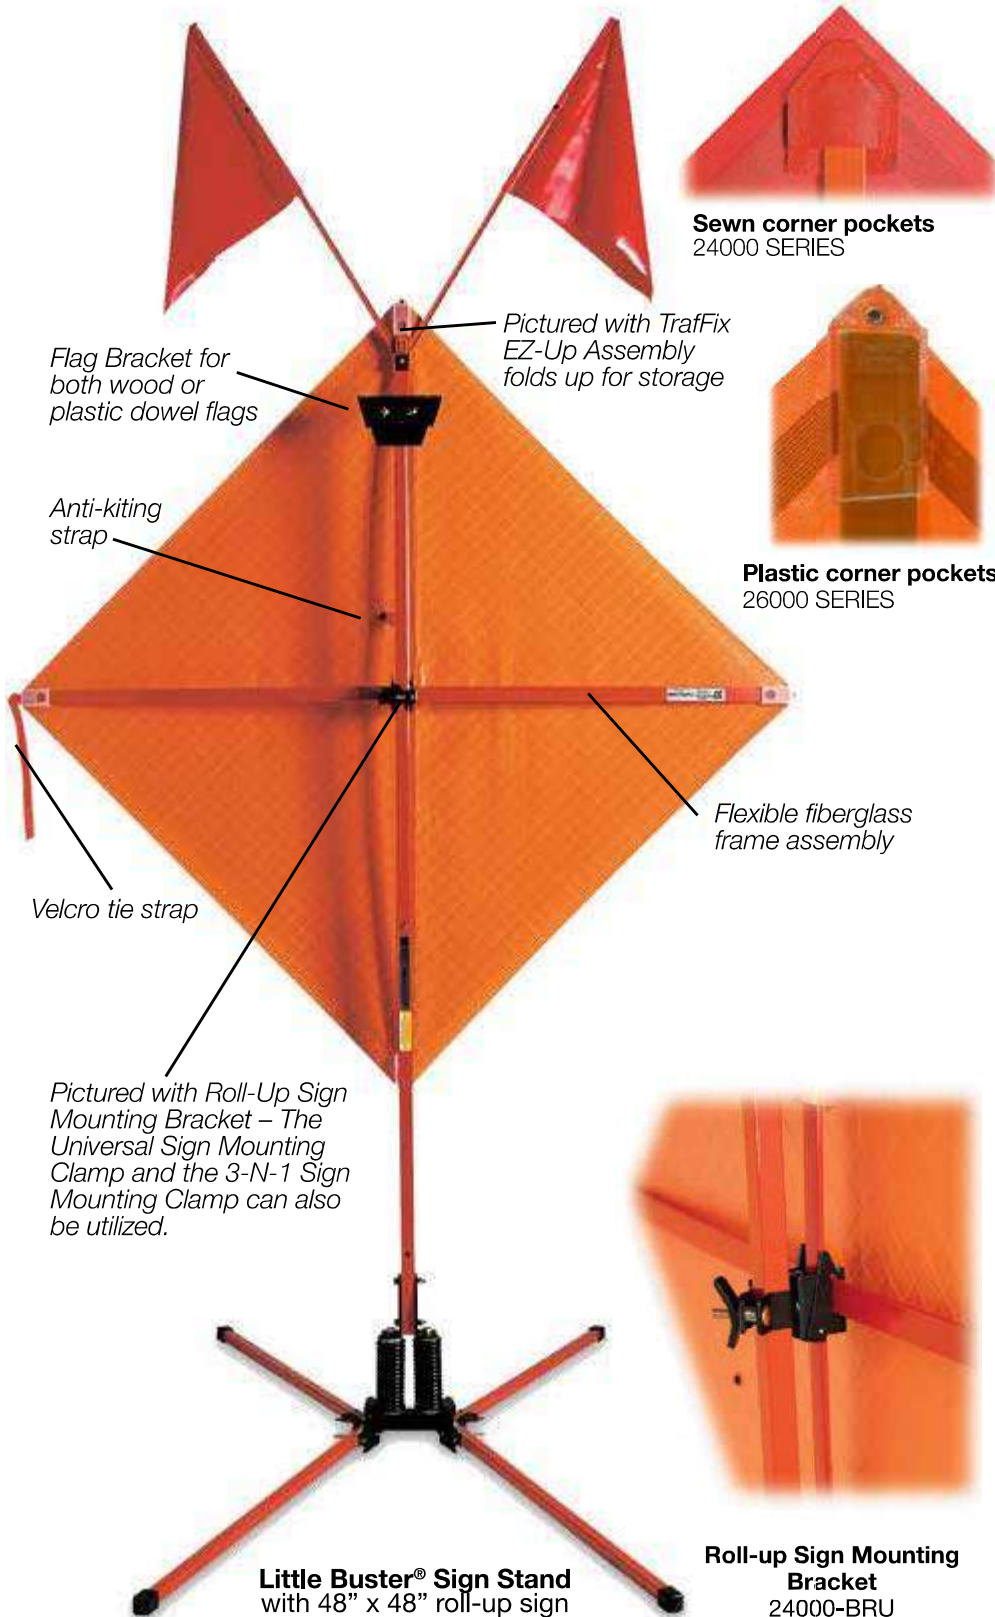 Sewn corner pockets
24000 SERIES
Pictured with TrafFix
EZ-Up Assembly
folds up for storage
Flag Bracket for
both wood or
plastic dowel flags
Anti-kiting
strap
Plastic corner pockets
26000 SERIES
Flexible fiberglass
frame assembly
Velcro tie strap
Pictured with Roll-Up Sign
Mounting Bracket – The
Universal Sign Mounting
Clamp and the 3-N-1 Sign
Mounting Clamp can also
be utilized.
Little Buster® Sign Stand
with 48” x 48” roll-up sign
Roll-up Sign Mounting
Bracket
24000-BRU